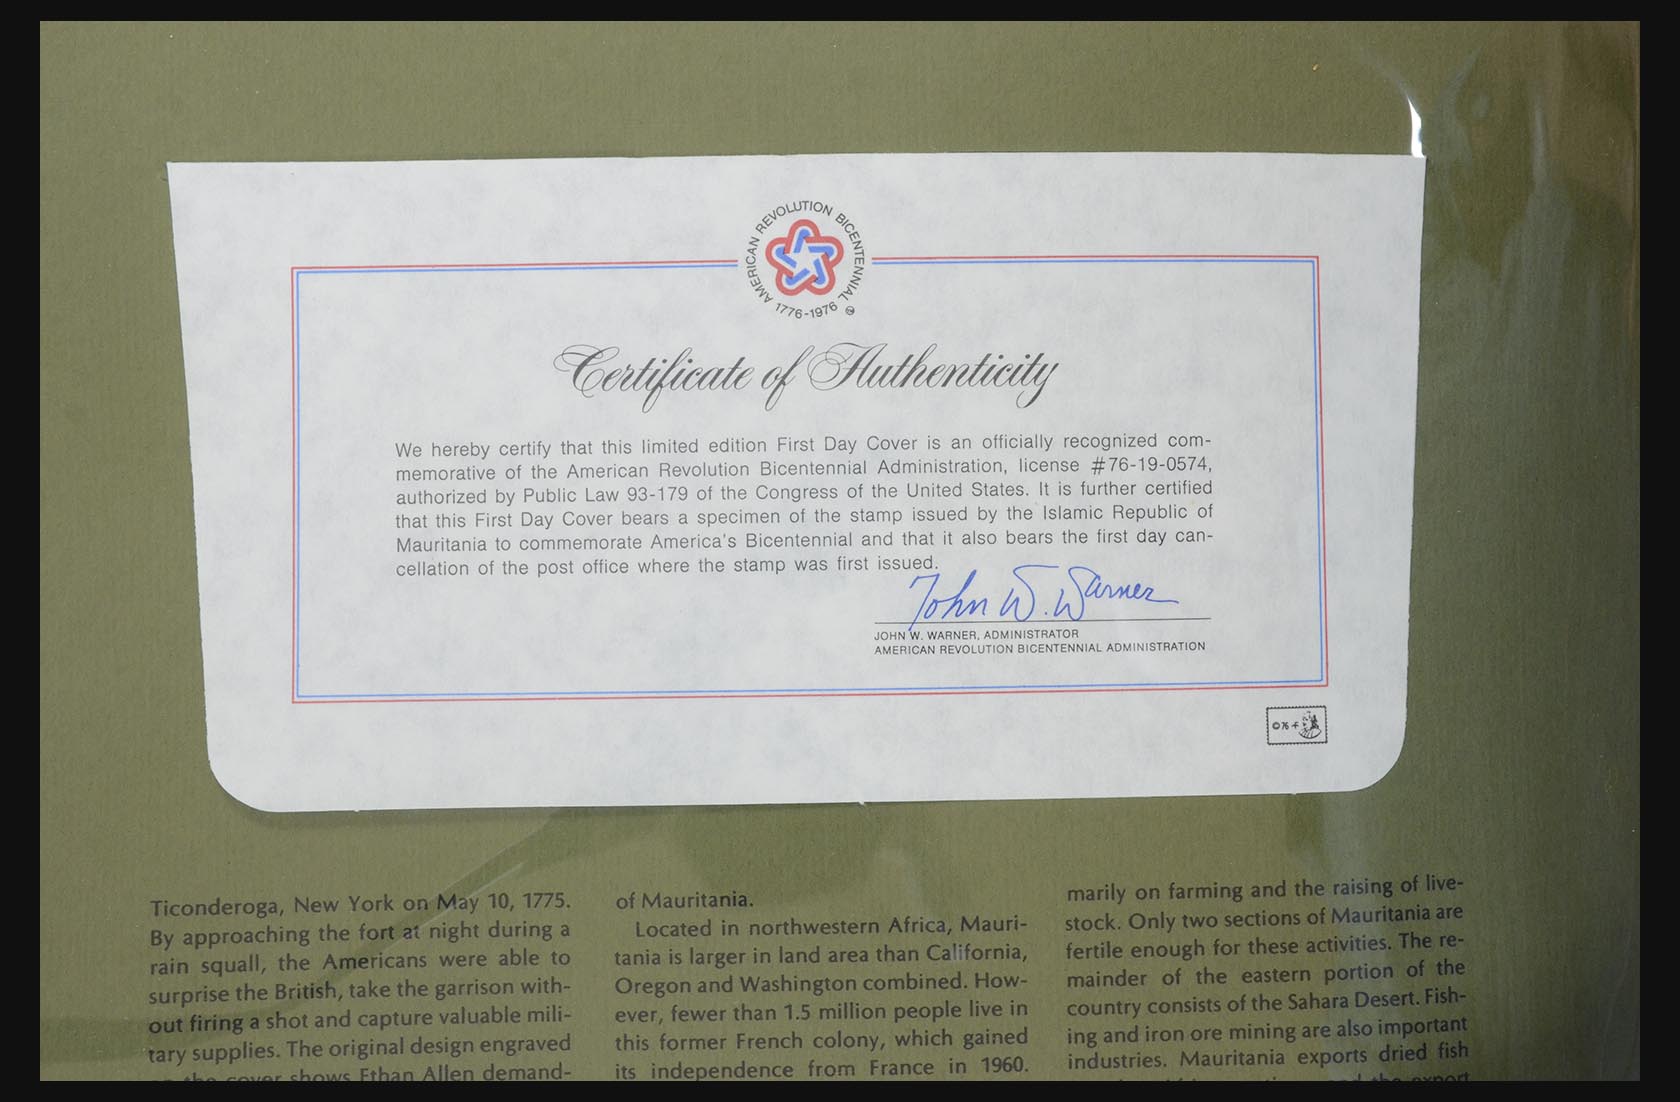 AMERICAN REVOLUTION BICENTENNIAL
1776-1976
Certificate of Authenticity
We hereby certify that this limited edition First Day Cover is an officially recognized com-
memorative of the American Revolution Bicentennial Administration, license #76-19-0574,
authorized by Public Law 93-179 of the Congress of the United States. It is further certified
that this First Day Cover bears a specimen of the stamp issued by the Islamic Republic of
Mauritania to commemorate America's Bicentennial and that it also bears the first day can-
cellation of the post office where the stamp was first issued.
John W. Warner
JOHN W. WARNER, ADMINISTRATOR
AMERICAN REVOLUTION BICENTENNIAL ADMINISTRATION
©76
Ticonderoga, New York on May 10, 1775.
By approaching the fort at night during a
rain squall, the Americans were able to
surprise the British, take the garrison with-
out firing a shot and capture valuable mili-
tary supplies. The original design engraved
the cover shows Ethan Allen demand-
of Mauritania.
Located in northwestern Africa, Mauri-
tania is larger in land area than California,
Oregon and Washington combined. How-
ever, fewer than 1.5 million people live in
this former French colony, which gained
its independence from France in 1960.
marily on farming and the raising of live-
stock. Only two sections of Mauritania are
fertile enough for these activities. The re-
mainder of the eastern portion of the
country consists of the Sahara Desert. Fish-
ing and iron ore mining are also important
industries. Mauritania exports dried fish
and the export